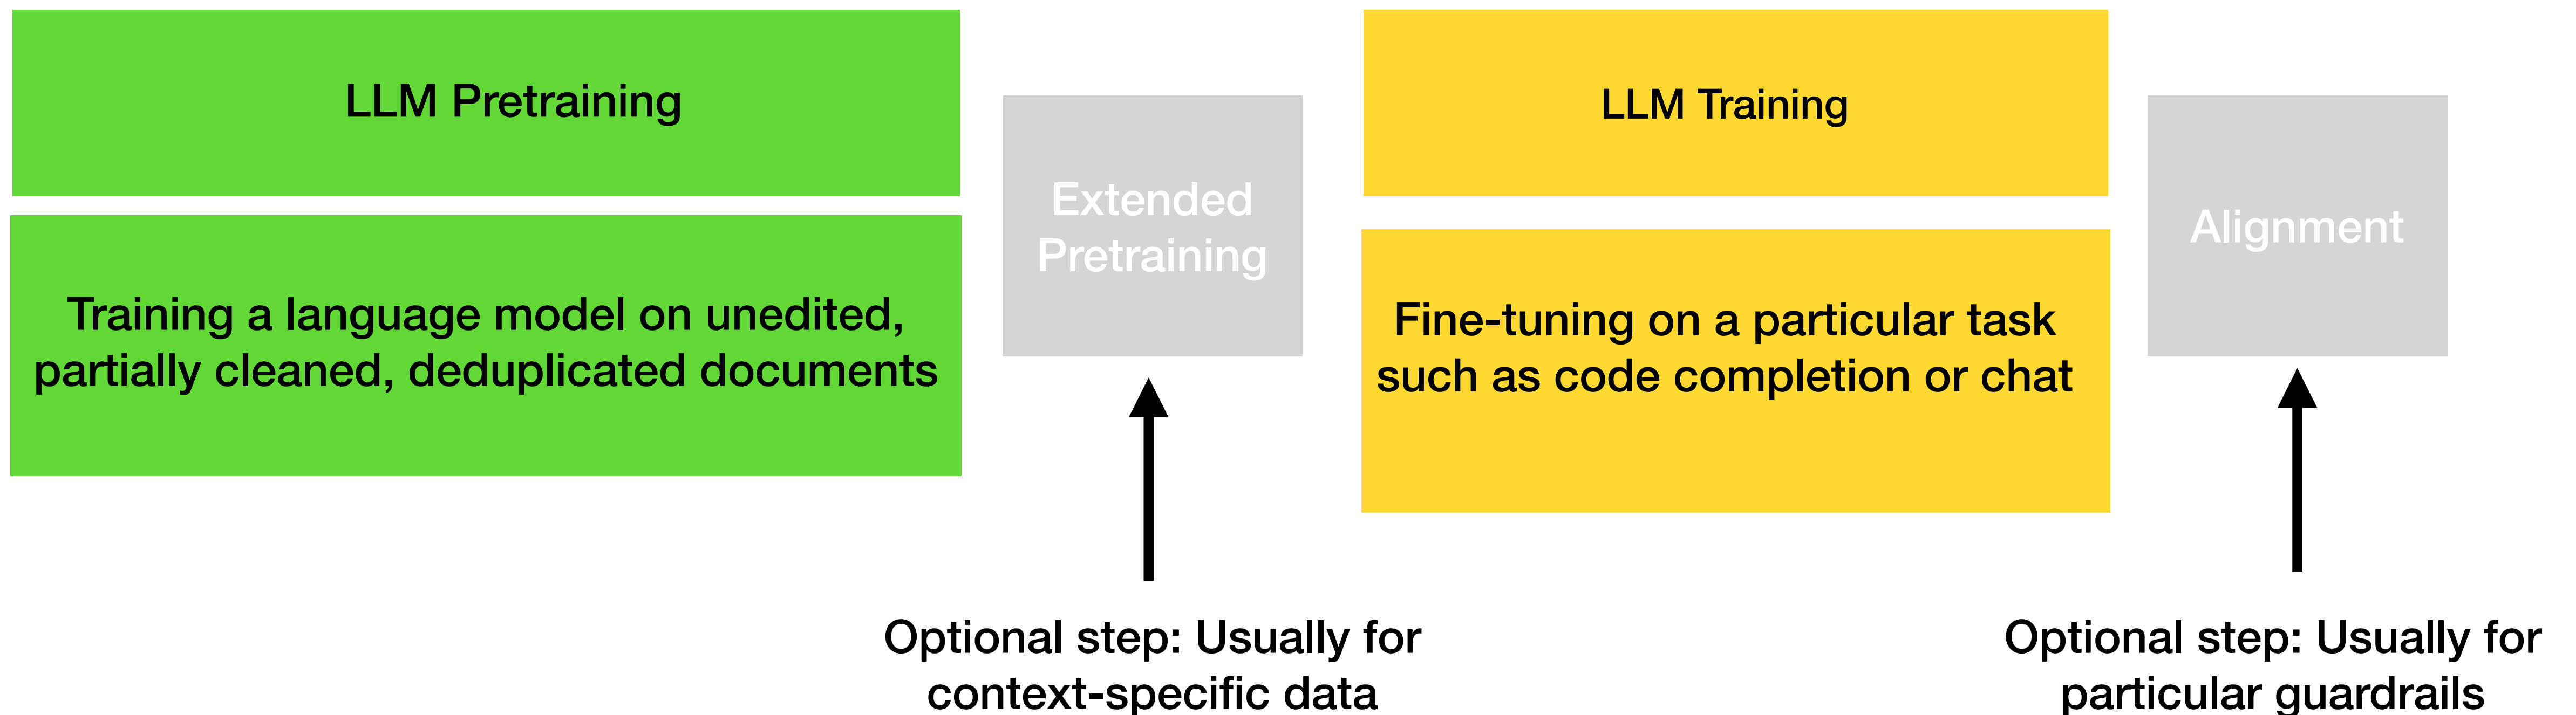 LLM Pretraining
Training a language model on unedited,
partially cleaned, deduplicated documents
Extended
Pretraining
Optional step: Usually for
context-specific data
LLM Training
Fine-tuning on a particular task
such as code completion or chat
Alignment
Optional step: Usually for
particular guardrails